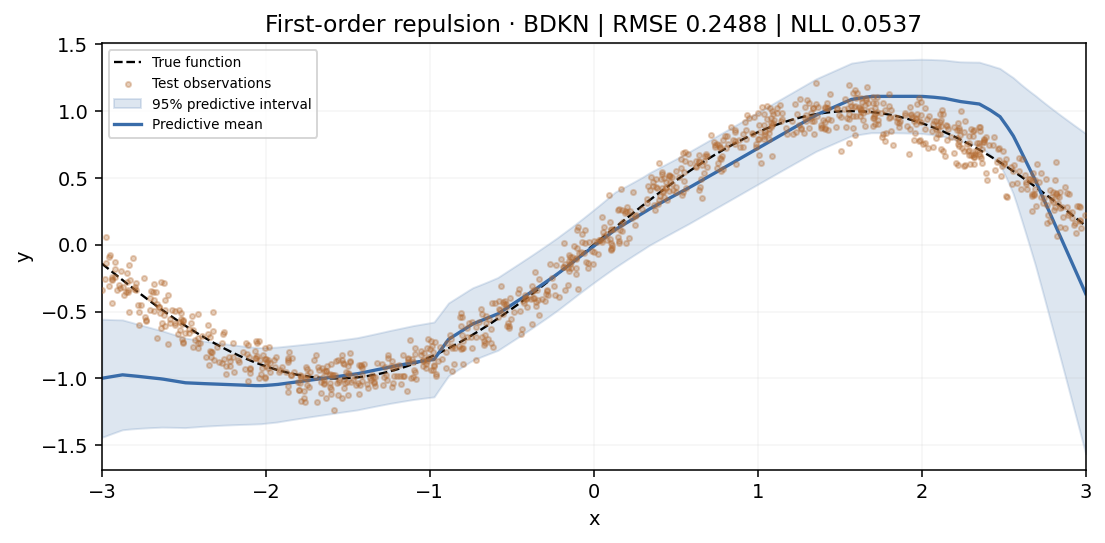 First-order repulsion · BDKN | RMSE 0.2488 | NLL 0.0537
True function
Test observations
95% predictive interval
Predictive mean
1.5
1.0
0.5
0.0
−0.5
−1.0
−1.5
y
−3
−2
−1
0
1
2
3
x